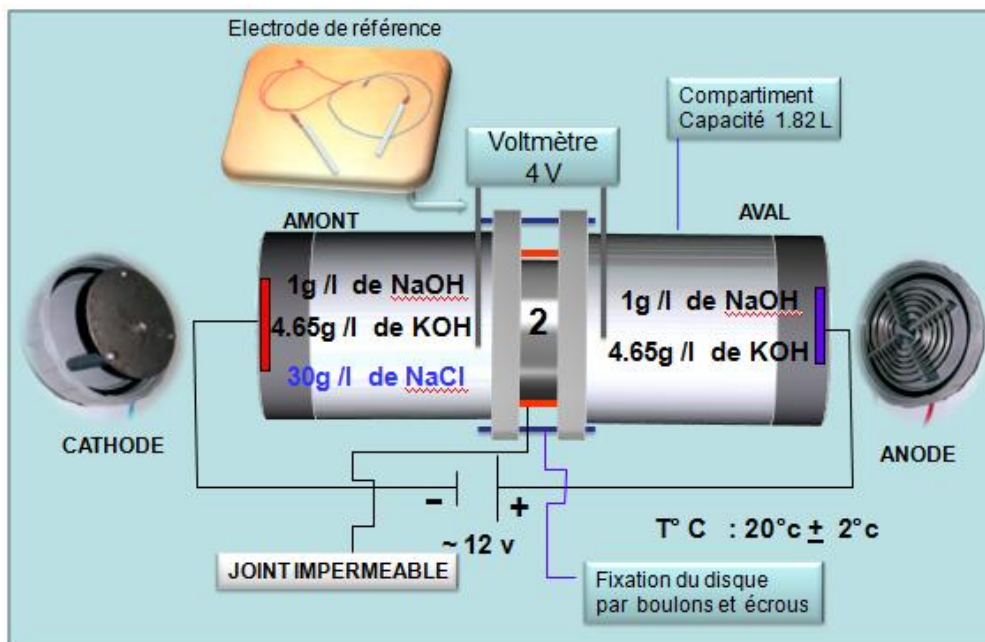 Electrode de référence
Voltmètre
4 V
Compartiment
Capacité 1.82 L
AMONT
AVAL
1g /l de NaOH
4.65g /l de KOH
30g /l de NaCl
2
1g /l de NaOH
4.65g /l de KOH
CATHODE
ANODE
- +
~ 12 v
T° C : 20°c ± 2°c
JOINT IMPERMEABLE
Fixation du disque
par boulons et écrous